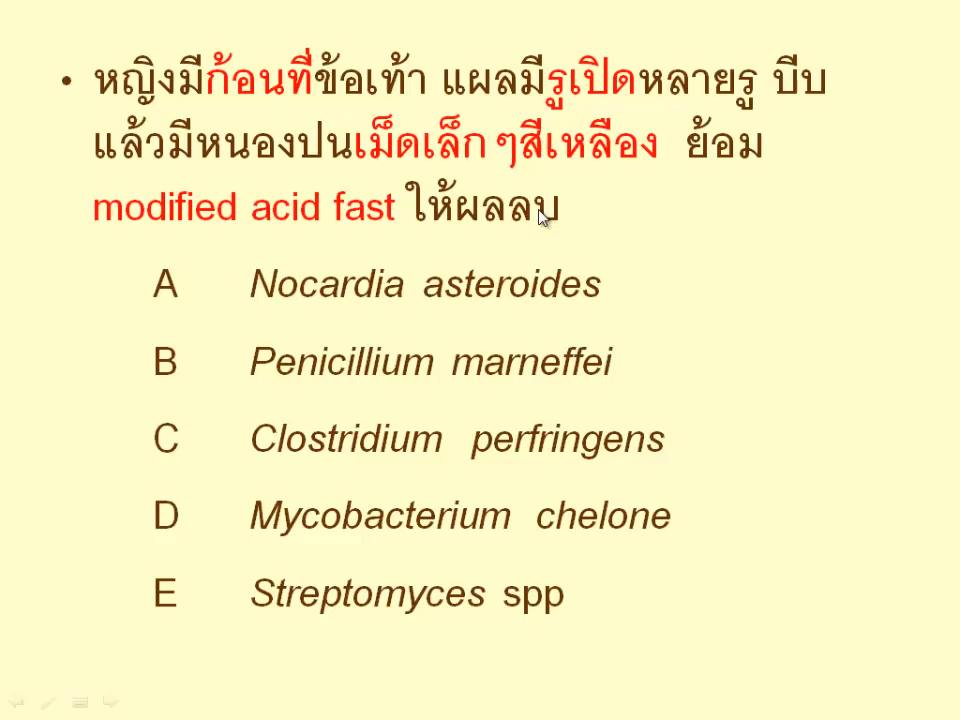 • หญิงมีก้อนที่ข้อเท้า แผลมีรูเปิดหลายรู บีบ
แล้วมีหนองปนเม็ดเล็กๆสีเหลือง ย้อม
modified acid fast ให้ผลลบ
A Nocardia asteroides
B Penicillium marneffei
C Clostridium perfringens
D Mycobacterium chelone
E Streptomyces spp